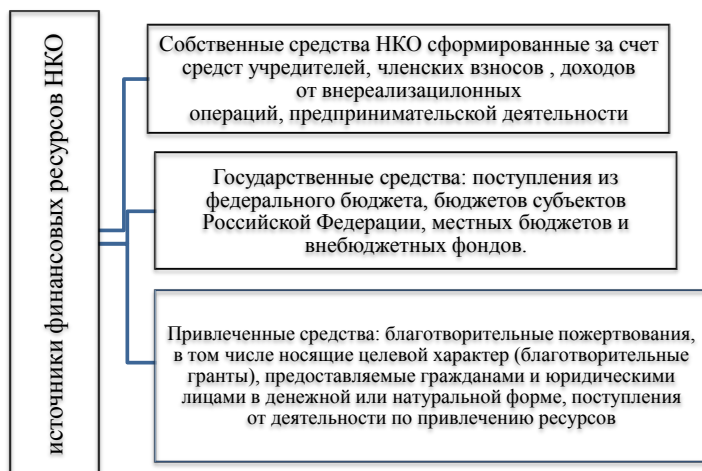 источники финансовых ресурсов НКО
Собственные средства НКО сформированные за счет
средст учредителей, членских взносов , доходов
от внереализацилонных
операций, предпринимательской деятельности
Государственные средства: поступления из
федерального бюджета, бюджетов субъектов
Российской Федерации, местных бюджетов и
внебюджетных фондов.
Привлеченные средства: благотворительные пожертвования,
в том числе носящие целевой характер (благотворительные
гранты), предоставляемые гражданами и юридическими
лицами в денежной или натуральной форме, поступления
от деятельности по привлечению ресурсов